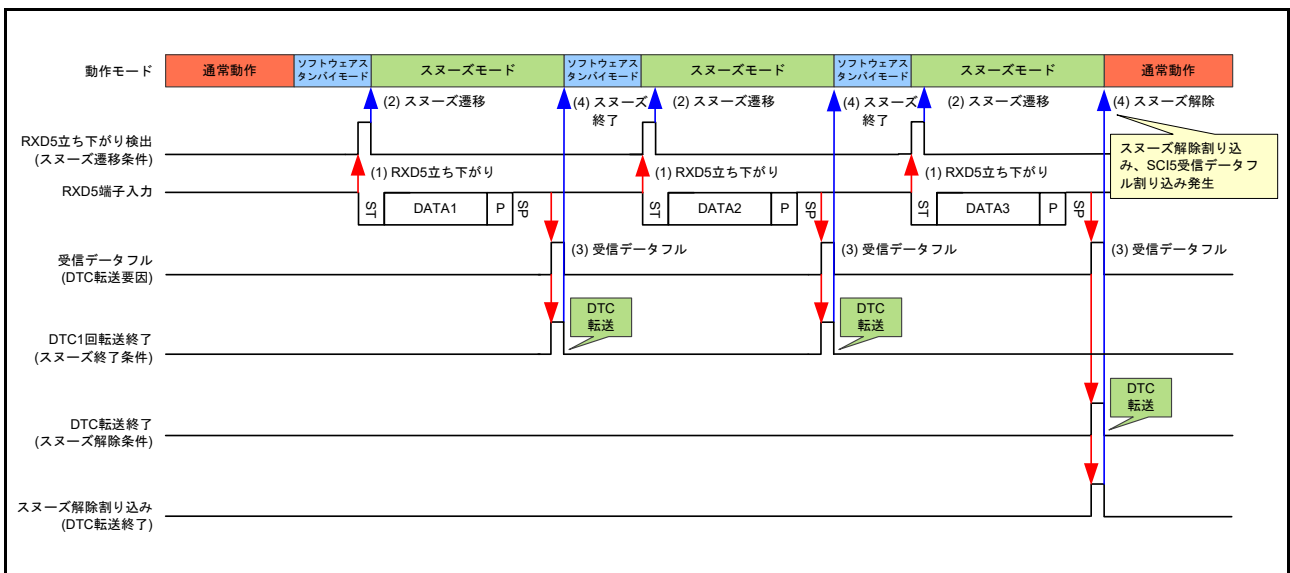 動作モード
通常動作
ソフトウェアス
タンバイモード
スヌーズモード
ソフトウェアス
タンバイモード
スヌーズモード
ソフトウェアス
タンバイモード
スヌーズモード
通常動作
(2) スヌーズ遷移
(4) スヌーズ
終了
(2) スヌーズ遷移
(4) スヌーズ
終了
(2) スヌーズ遷移
(4) スヌーズ解除
スヌーズ解除割り込
み、SCI5受信データフ
ル割り込み発生
RXD5立ち下がり検出
(スヌーズ遷移条件)
(1) RXD5立ち下がり
(1) RXD5立ち下がり
(1) RXD5立ち下がり
RXD5端子入力
ST
DATA1
P
SP
ST
DATA2
P
SP
ST
DATA3
P
SP
受信データフル
(DTC転送要因)
(3) 受信データフル
(3) 受信データフル
(3) 受信データフル
DTC1回転送終了
(スヌーズ終了条件)
DTC
転送
DTC
転送
DTC転送終了
(スヌーズ解除条件)
DTC
転送
スヌーズ解除割り込み
(DTC転送終了)